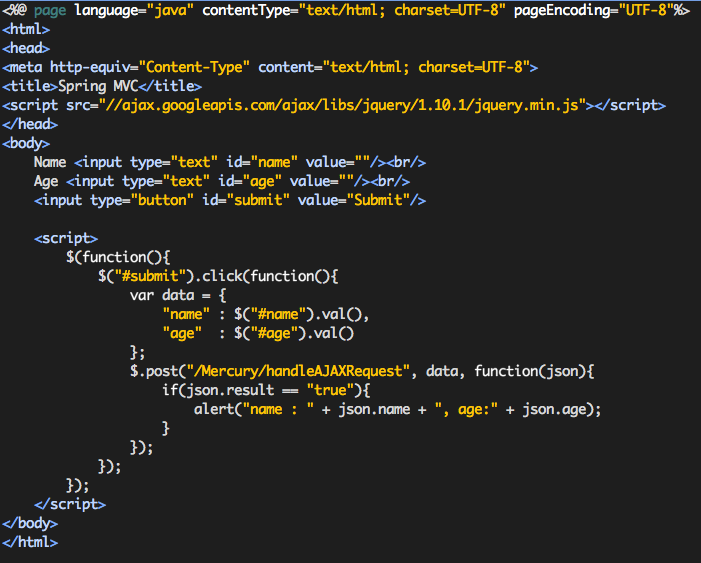 <%@ page language="java" contentType="text/html; charset=UTF-8" pageEncoding="UTF-8"%>
<html>
<head>
<meta http-equiv="Content-Type" content="text/html; charset=UTF-8">
<title>Spring MVC</title>
<script src="//ajax.googleapis.com/ajax/libs/jquery/1.10.1/jquery.min.js"></script>
</head>
<body>
    Name <input type="text" id="name" value=""/><br/>
    Age <input type="text" id="age" value=""/><br/>
    <input type="button" id="submit" value="Submit"/>

    <script>
        $(function(){
            $("#submit").click(function(){
                var data = {
                    "name" : $("#name").val(),
                    "age"  : $("#age").val()
                };
                $.post("/Mercury/handleAJAXRequest", data, function(json){
                    if(json.result == "true"){
                        alert("name : " + json.name + ", age:" + json.age);
                    }
                });
            });
        });
    </script>
</body>
</html>